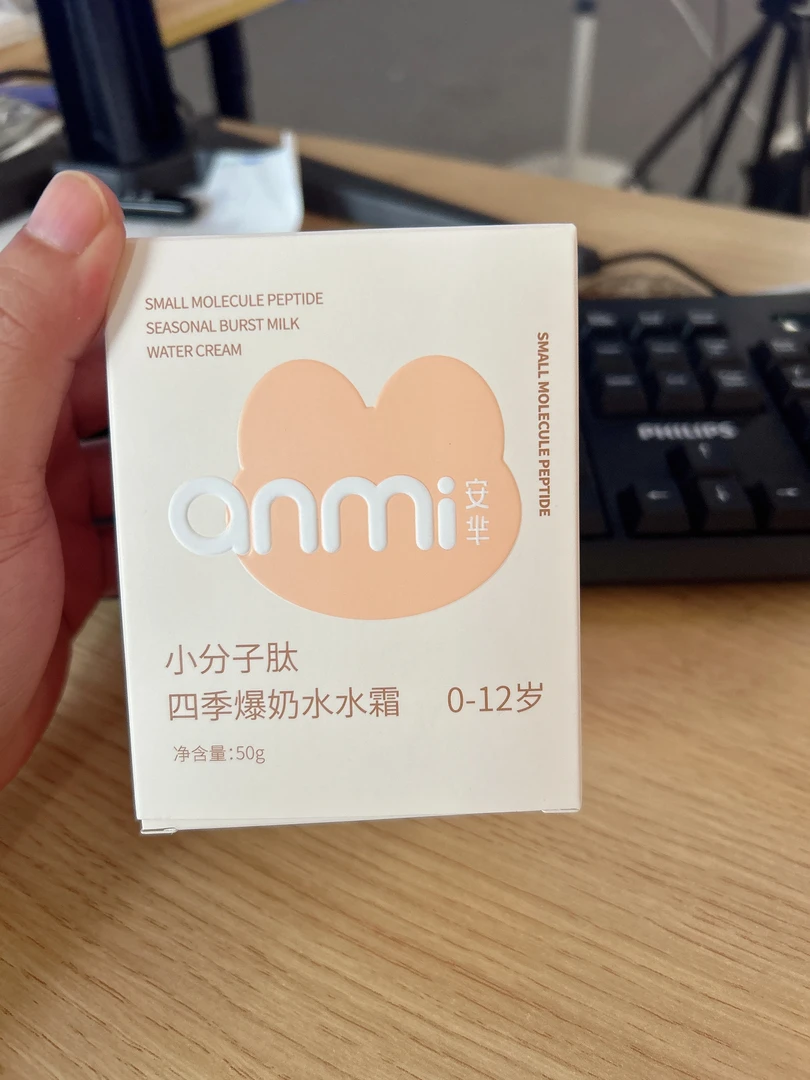 SMALL MOLECULE PEPTIDE
SEASONAL BURST MILK
WATER CREAM
SMALL MOLECULE PEPTIDE
anmi
安芈
小分子肽
四季爆奶水水霜
0-12岁
净含量:50g
PHILIPS